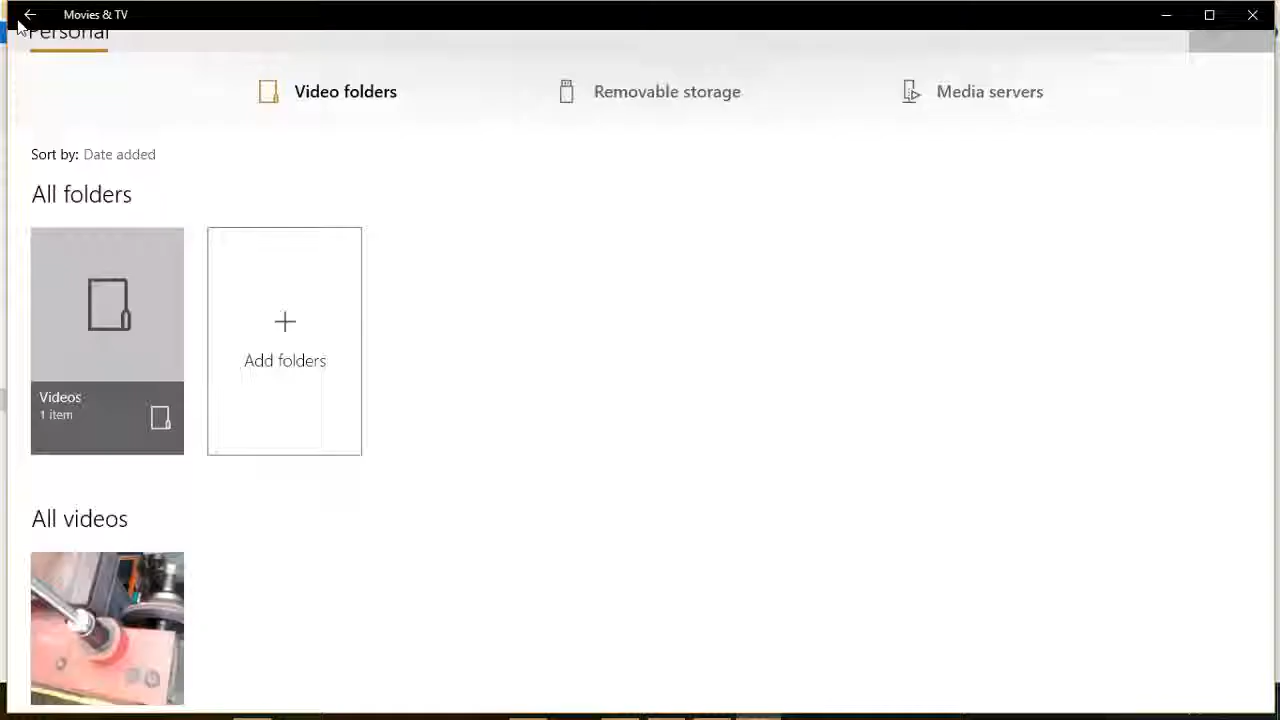 Movies & TV
Personal
Video folders
Removable storage
Media servers
Sort by: Date added
All folders
Videos
1 item
Add folders
All videos